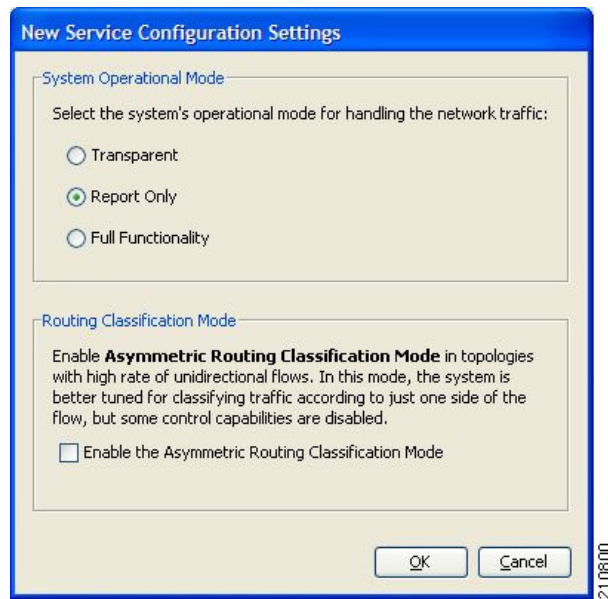 New Service Configuration Settings
System Operational Mode
Select the system's operational mode for handling the network traffic:
Transparent
Report Only
Full Functionality
Routing Classification Mode
Enable Asymmetric Routing Classification Mode in topologies
with high rate of unidirectional flows. In this mode, the system is
better tuned for classifying traffic according to just one side of the
flow, but some control capabilities are disabled.
Enable the Asymmetric Routing Classification Mode
OK
Cancel
210800